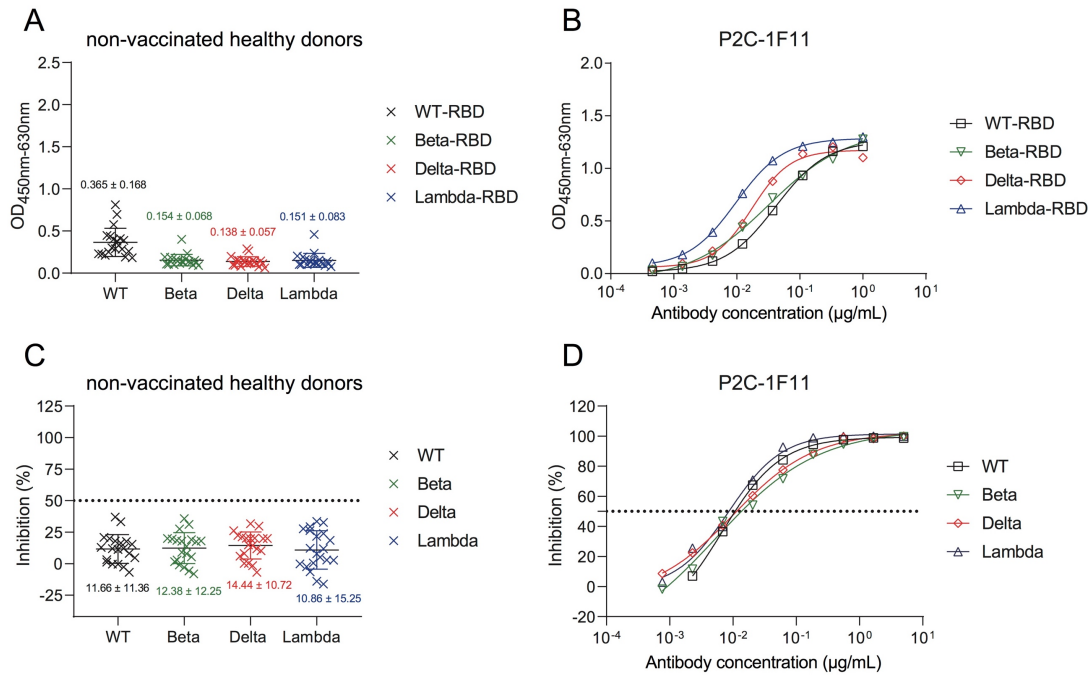 A
non-vaccinated healthy donors
2.5
2.0
1.5
1.0
0.5
0.0
OD450nm-630nm
0.365 ± 0.168
0.154 ± 0.068
0.138 ± 0.057
0.151 ± 0.083
WT
Beta
Delta
Lambda
WT-RBD
Beta-RBD
Delta-RBD
Lambda-RBD
B
P2C-1F11
2.0
1.5
1.0
0.5
0.0
OD450nm-630nm
10-4
10-3
10-2
10-1
100
101
Antibody concentration (μg/mL)
WT-RBD
Beta-RBD
Delta-RBD
Lambda-RBD
C
non-vaccinated healthy donors
125
100
75
50
25
0
-25
Inhibition (%)
11.66 ± 11.36
12.38 ± 12.25
14.44 ± 10.72
10.86 ± 15.25
WT
Beta
Delta
Lambda
WT
Beta
Delta
Lambda
D
P2C-1F11
120
100
80
60
40
20
0
-20
Inhibition (%)
10-4
10-3
10-2
10-1
100
101
Antibody concentration (μg/mL)
WT
Beta
Delta
Lambda